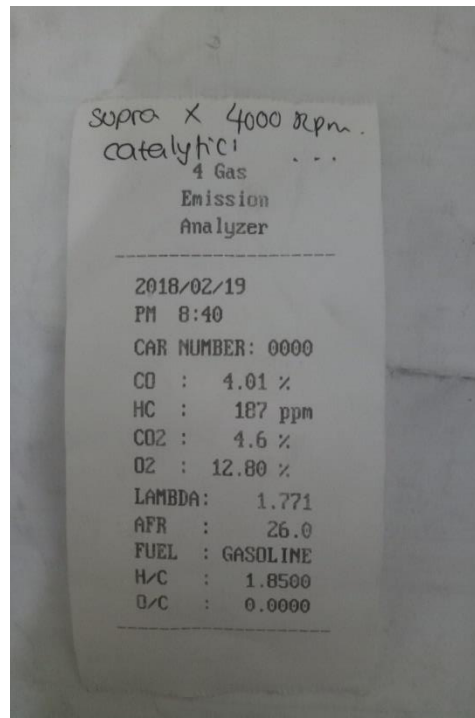 supra X 4000 Rpm.
catalytic
4 Gas
Emission
Analyzer
--------------------
2018/02/19
PM 8:40
CAR NUMBER: 0000
CO : 4.01 %
HC : 187 ppm
CO2 : 4.6 %
O2 : 12.80 %
LAMBDA: 1.771
AFR : 26.0
FUEL : GASOLINE
H/C : 1.8500
O/C : 0.0000
--------------------